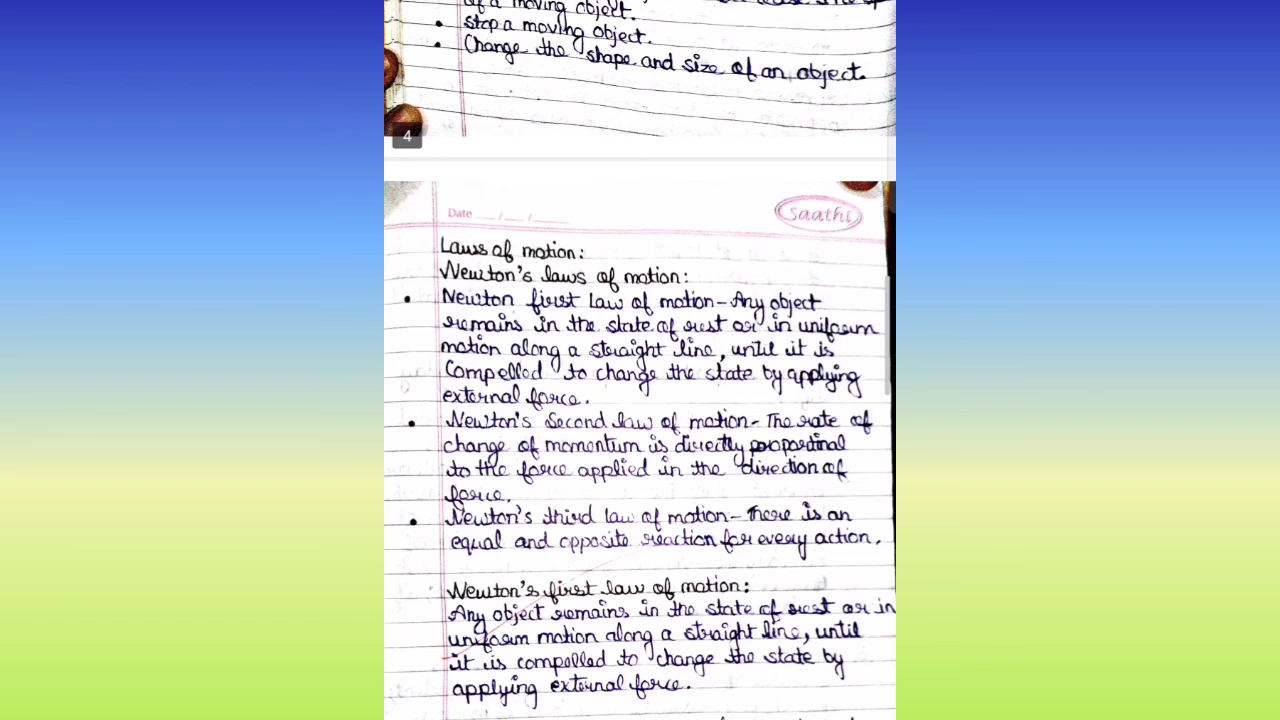 of a moving object.
• Stop a moving object.
• Change the shape and size of an object.
4
Date __/__/____
Saathi
Laws of motion:
Newton's laws of motion:
• Newton first law of motion- Any object
remains in the state of rest or in uniform
motion along a straight line, until it is
Compelled to change the state by applying
external force.
• Newton's Second law of motion- The rate of
change of momentum is directly propostinal
to the force applied in the direction of
force.
• Newton's third law of motion- There is an
equal and opposite reaction for every action.
Newton's first law of motion:
Any object remains in the state of rest or in
uniform motion along a straight line, until
it is compelled to change the state by
applying external force.